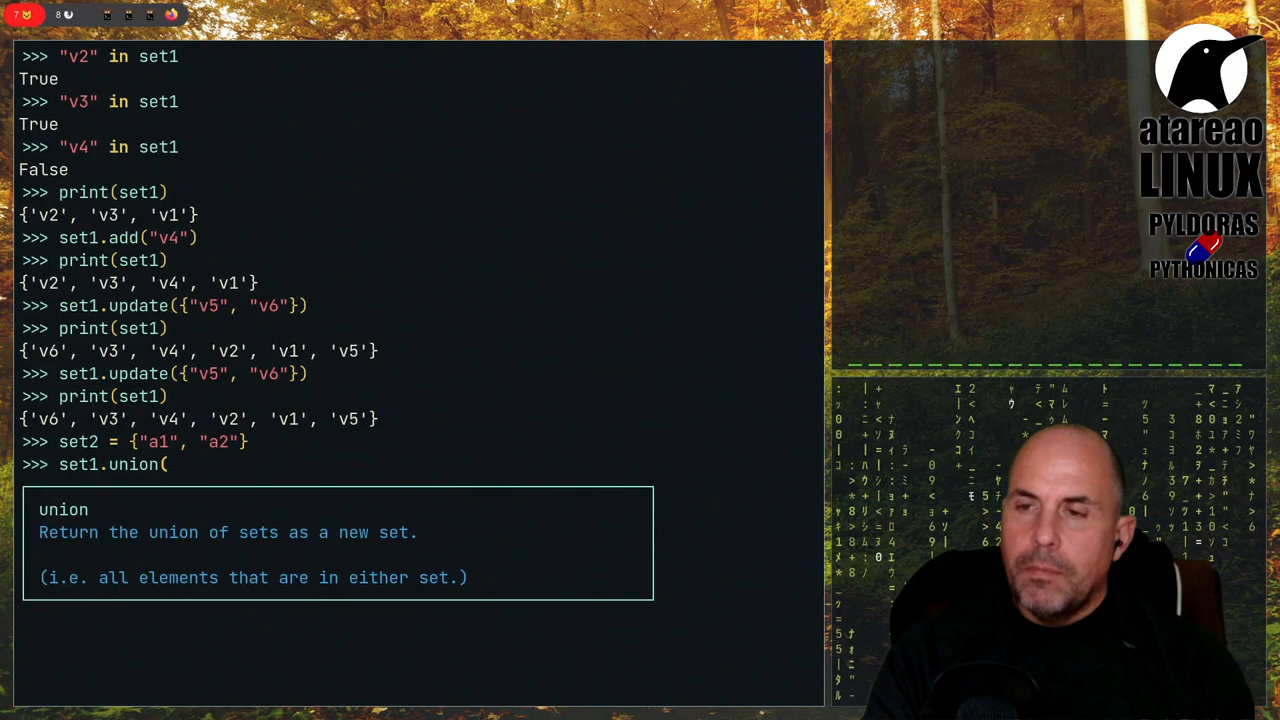 7
8
>>> "v2" in set1
True
>>> "v3" in set1
True
>>> "v4" in set1
False
>>> print(set1)
{'v2', 'v3', 'v1'}
>>> set1.add("v4")
>>> print(set1)
{'v2', 'v3', 'v4', 'v1'}
>>> set1.update({"v5", "v6"})
>>> print(set1)
{'v6', 'v3', 'v4', 'v2', 'v1', 'v5'}
>>> set1.update({"v5", "v6"})
>>> print(set1)
{'v6', 'v3', 'v4', 'v2', 'v1', 'v5'}
>>> set2 = {"a1", "a2"}
>>> set1.union(
union
Return the union of sets as a new set.
(i.e. all elements that are in either set.)
atareao
LINUX
PYLDORAS
PYTHONICAS